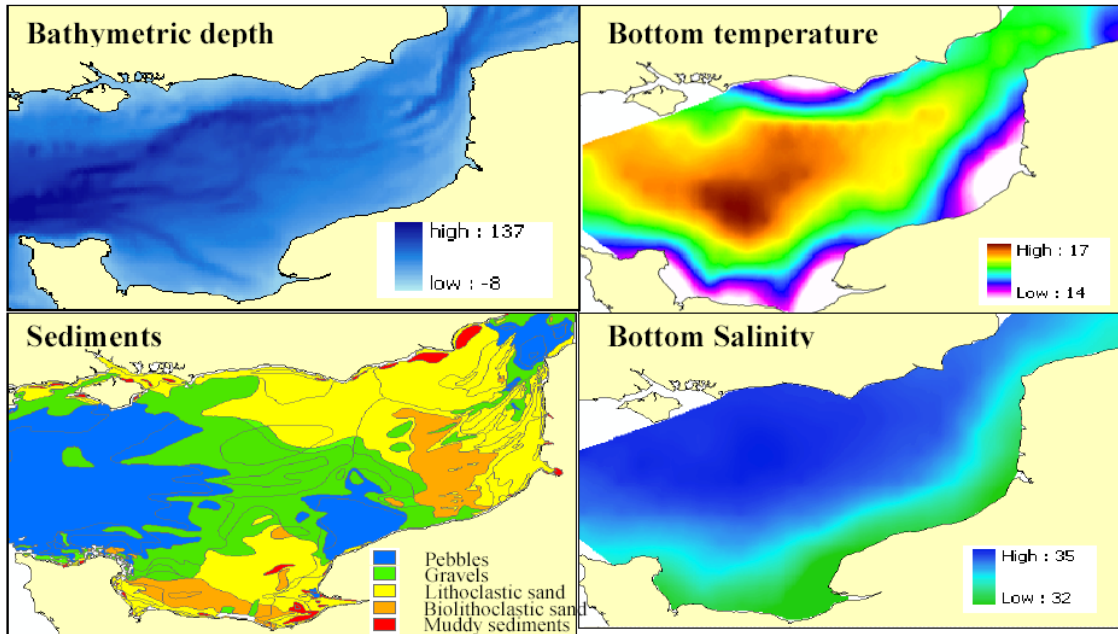 Bathymetric depth
high : 137
low : -8
Bottom temperature
High : 17
Low : 14
Sediments
Pebbles
Gravels
Lithoclastic sand
Biolithoclastic sand
Muddy sediments
Bottom Salinity
High : 35
Low : 32